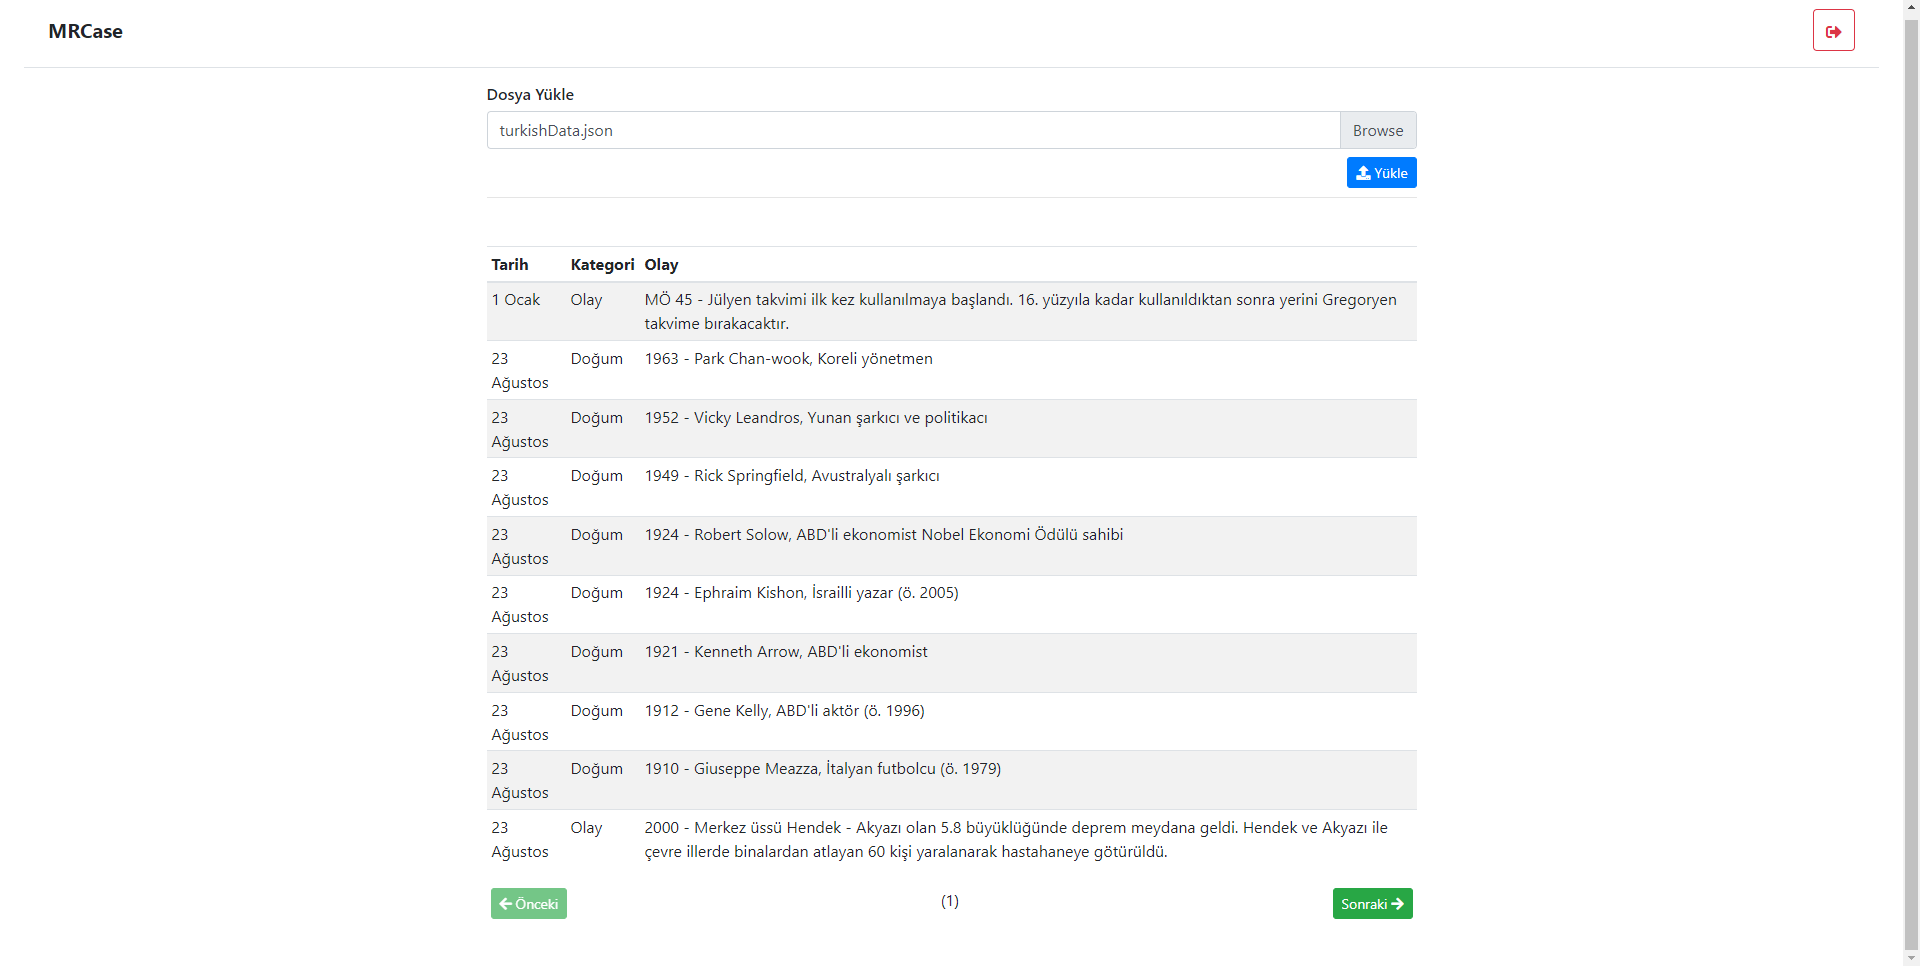 MRCase
Dosya Yükle
turkishData.json Browse
Yükle
Tarih Kategori Olay
1 Ocak Olay MÖ 45 - Jülyen takvimi ilk kez kullanılmaya başlandı. 16. yüzyıla kadar kullanıldıktan sonra yerini Gregoryen
takvime bırakacaktır.
23 Doğum 1963 - Park Chan-wook, Koreli yönetmen
Ağustos
23 Doğum 1952 - Vicky Leandros, Yunan şarkıcı ve politikacı
Ağustos
23 Doğum 1949 - Rick Springfield, Avustralyalı şarkıcı
Ağustos
23 Doğum 1924 - Robert Solow, ABD'li ekonomist Nobel Ekonomi Ödülü sahibi
Ağustos
23 Doğum 1924 - Ephraim Kishon, İsrailli yazar (ö. 2005)
Ağustos
23 Doğum 1921 - Kenneth Arrow, ABD'li ekonomist
Ağustos
23 Doğum 1912 - Gene Kelly, ABD'li aktör (ö. 1996)
Ağustos
23 Doğum 1910 - Giuseppe Meazza, İtalyan futbolcu (ö. 1979)
Ağustos
23 Olay 2000 - Merkez üssü Hendek - Akyazı olan 5.8 büyüklüğünde deprem meydana geldi. Hendek ve Akyazı ile
Ağustos çevre illerde binalardan atlayan 60 kişi yaralanarak hastahaneye götürüldü.
Önceki (1) Sonraki